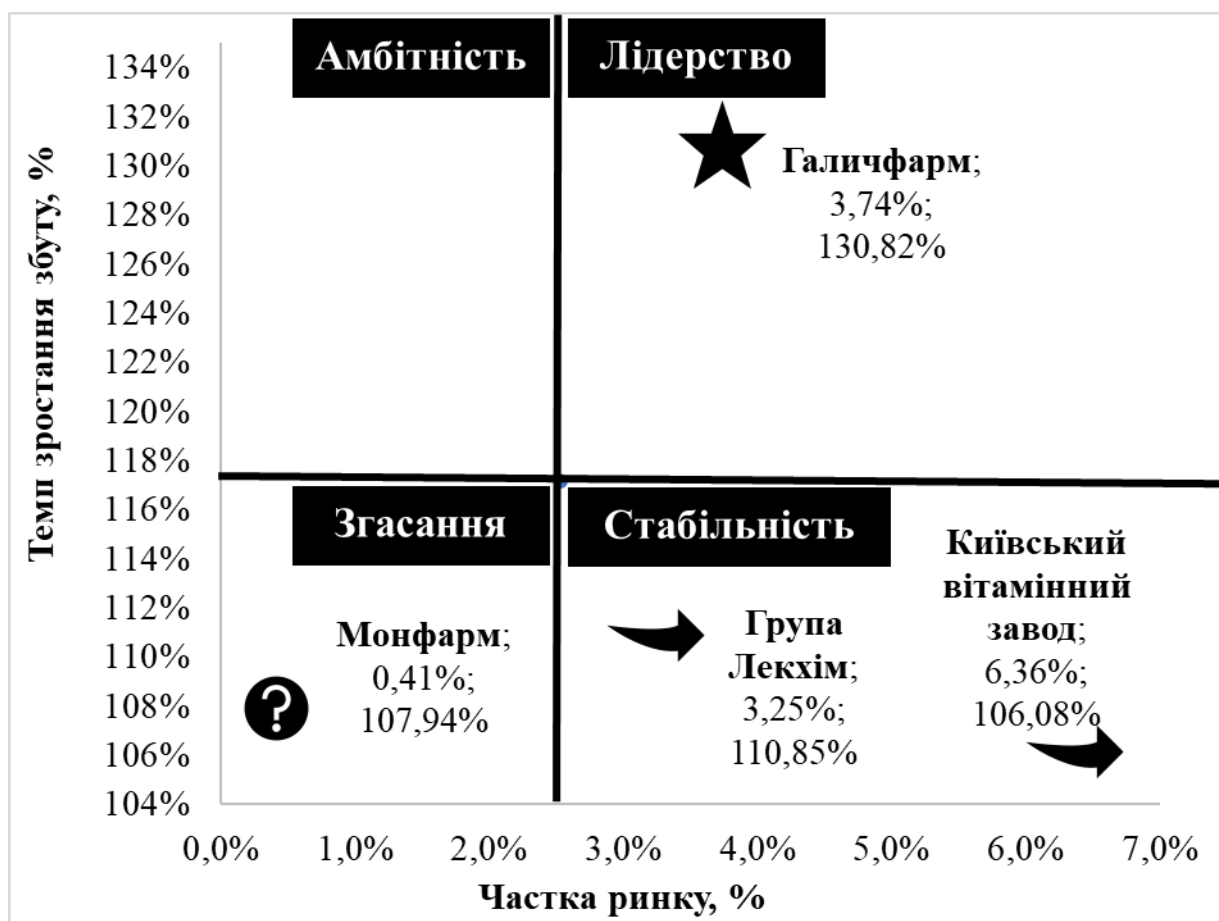 Темп зростання збуту, %
134%
132%
130%
128%
126%
124%
122%
120%
118%
116%
114%
112%
110%
108%
106%
104%
Амбітність
Лідерство
Галичфарм;
3,74%;
130,82%
Згасання
Стабільність
Монфарм;
0,41%;
107,94%
?
Група
Лекхім;
3,25%;
110,85%
Київський
вітамінний
завод;
6,36%;
106,08%
0,0%
1,0%
2,0%
3,0%
4,0%
5,0%
6,0%
7,0%
Частка ринку, %